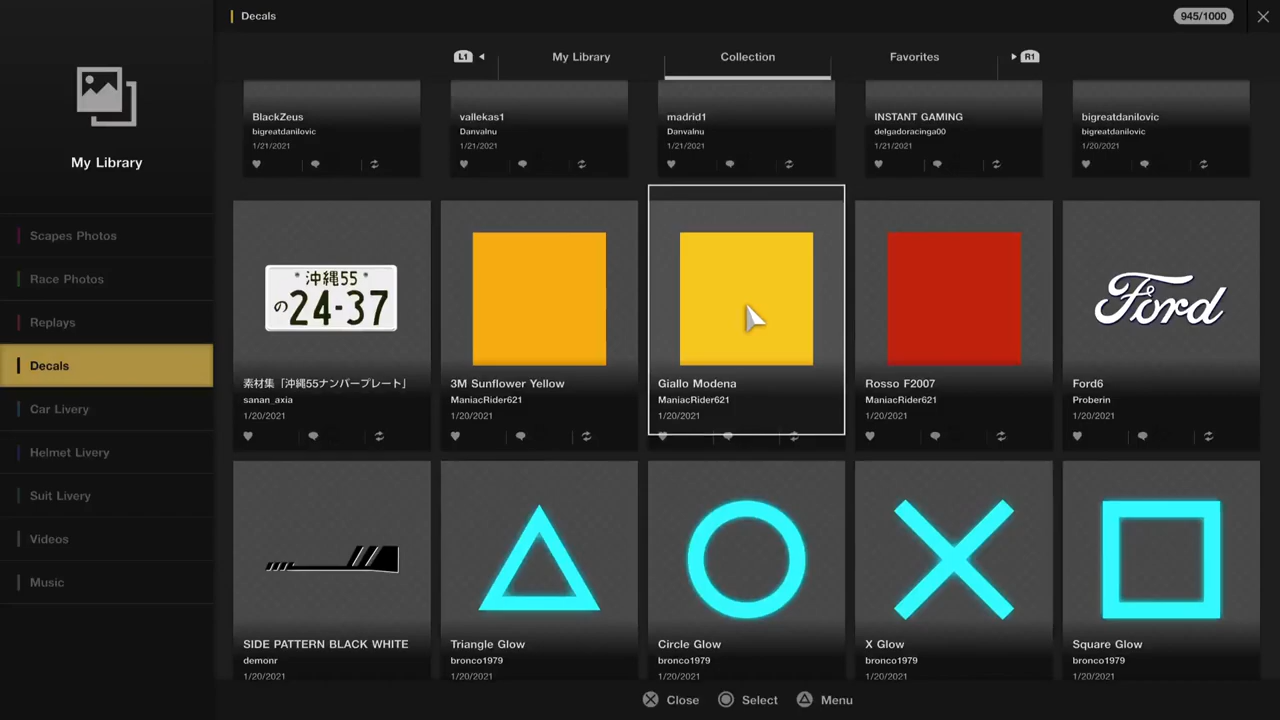 Decals
945/1000
L1
My Library
Collection
Favorites
R1
My Library
Scapes Photos
Race Photos
Replays
Decals
Car Livery
Helmet Livery
Suit Livery
Videos
Music
BlackZeus
bigreatdanilovic
1/21/2021
vallekas1
Danvalnu
1/21/2021
madrid1
Danvalnu
1/21/2021
INSTANT GAMING
delgadoracinga00
1/21/2021
bigreatdanilovic
bigreatdanilovic
1/20/2021
沖縄55
の24-37
素材集「沖縄55ナンバープレート」
sanan_axia
1/20/2021
3M Sunflower Yellow
ManiacRider621
1/20/2021
Giallo Modena
ManiacRider621
1/20/2021
Rosso F2007
ManiacRider621
1/20/2021
Ford
Ford6
Proberin
1/20/2021
SIDE PATTERN BLACK WHITE
demonr
1/20/2021
Triangle Glow
bronco1979
1/20/2021
Circle Glow
bronco1979
1/20/2021
X Glow
bronco1979
1/20/2021
Square Glow
bronco1979
1/20/2021
Close
Select
Menu